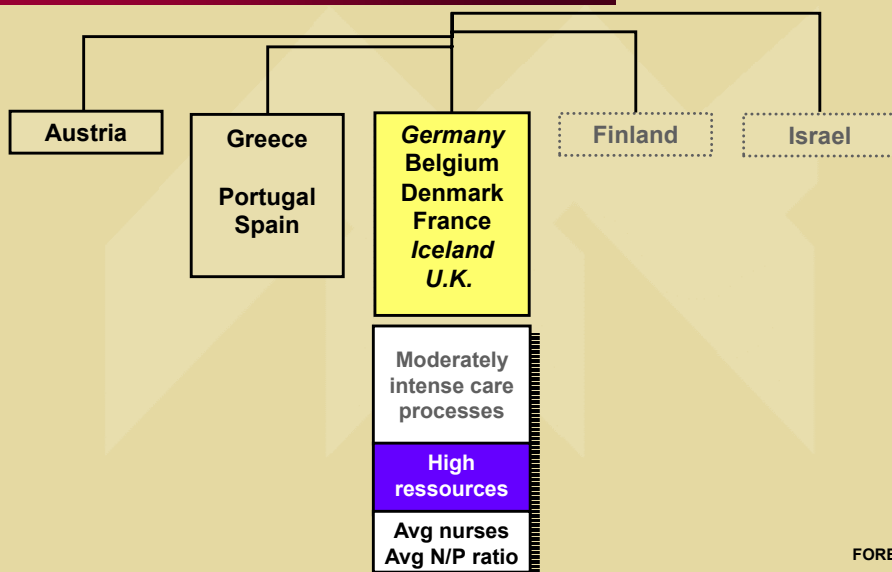 Austria
Greece
Portugal
Spain
Germany
Belgium
Denmark
France
Iceland
U.K.
Finland
Israel
Moderately
intense care
processes
High
ressources
Avg nurses
Avg N/P ratio
FORE